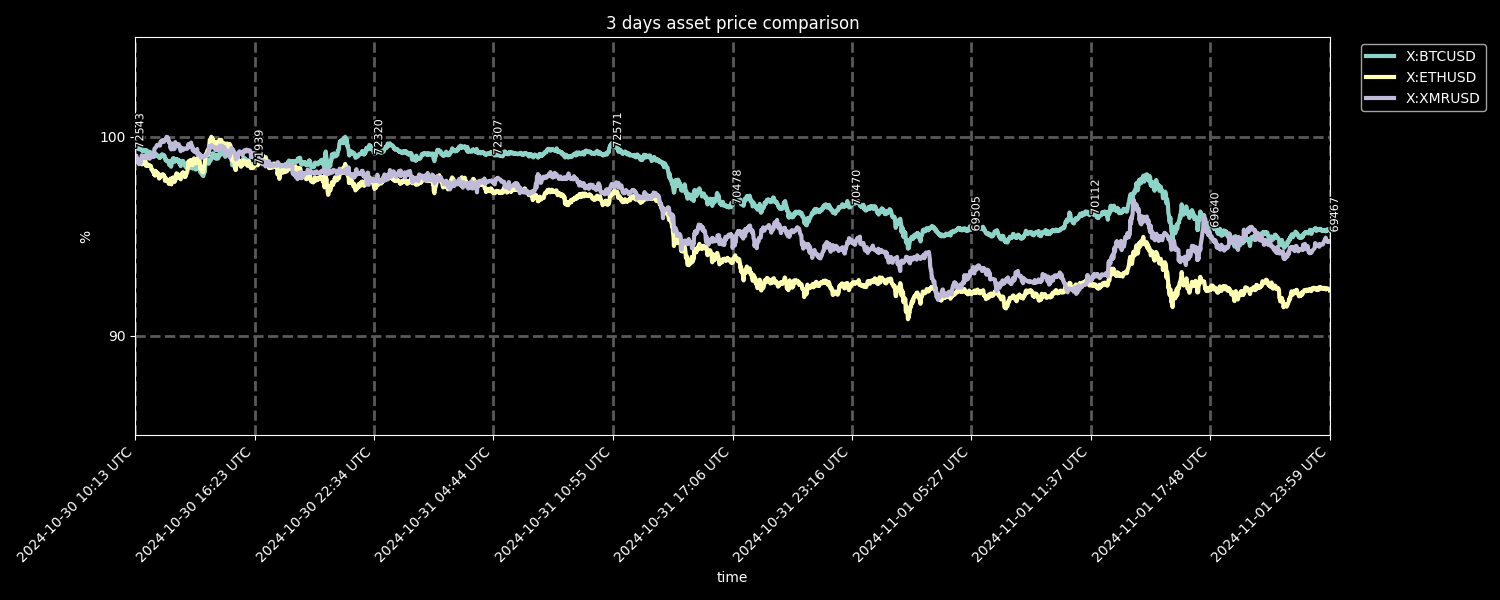 3 days asset price comparison
X:BTCUSD
X:ETHUSD
X:XMRUSD
100
90
%
72543
71939
72320
72307
72571
70478
70470
69505
70112
69640
69467
2024-10-30 10:13 UTC
2024-10-30 16:23 UTC
2024-10-30 22:34 UTC
2024-10-31 04:44 UTC
2024-10-31 10:55 UTC
2024-10-31 17:06 UTC
2024-10-31 23:16 UTC
2024-11-01 05:27 UTC
2024-11-01 11:37 UTC
2024-11-01 17:48 UTC
2024-11-01 23:59 UTC
time